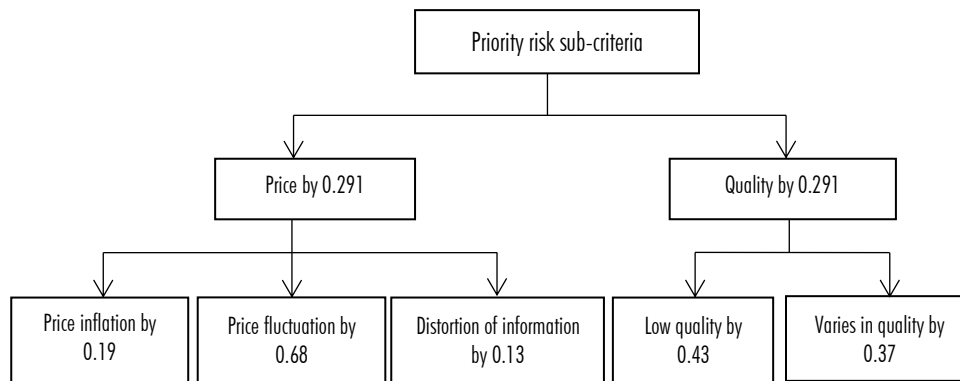 Priority risk sub-criteria
Price by 0.291
Quality by 0.291
Price inflation by
0.19
Price fluctuation by
0.68
Distortion of information
by 0.13
Low quality by
0.43
Varies in quality by
0.37